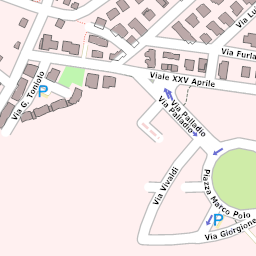 Via Lu
Via Furla
Viale XXV Aprile
Via G. Toniolo
P
Via Palladio
Via Palladio
Via Vivaldi
Piazza Marco Polo
P
Via Giorgione